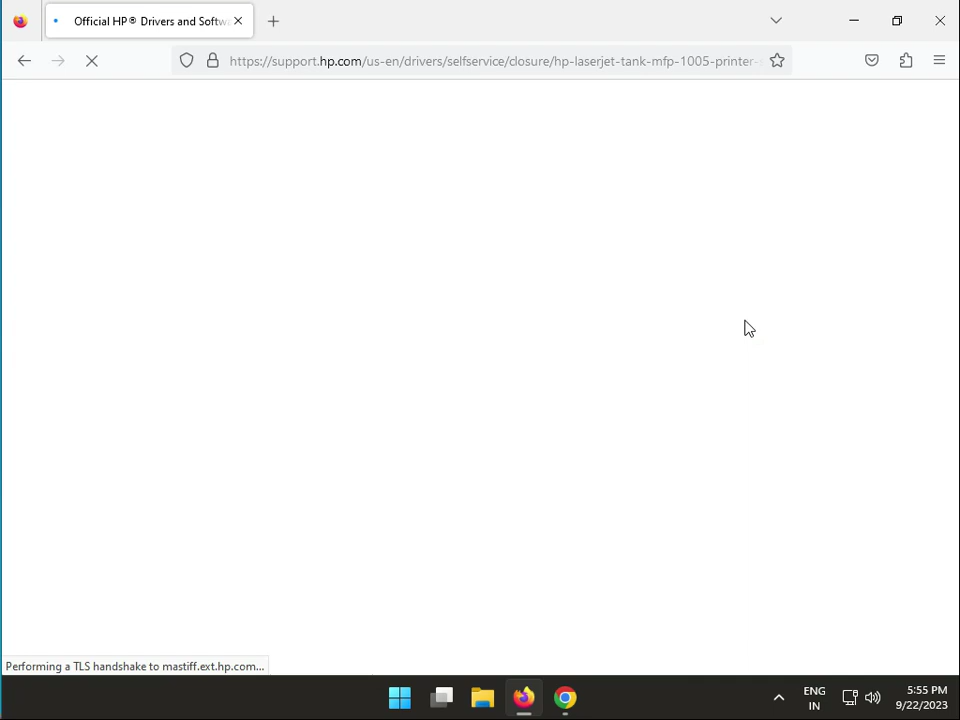 Official HP® Drivers and Softw
https://support.hp.com/us-en/drivers/selfservice/closure/hp-laserjet-tank-mfp-1005-printer-
Performing a TLS handshake to mastiff.ext.hp.com...
ENG
IN
5:55 PM
9/22/2023